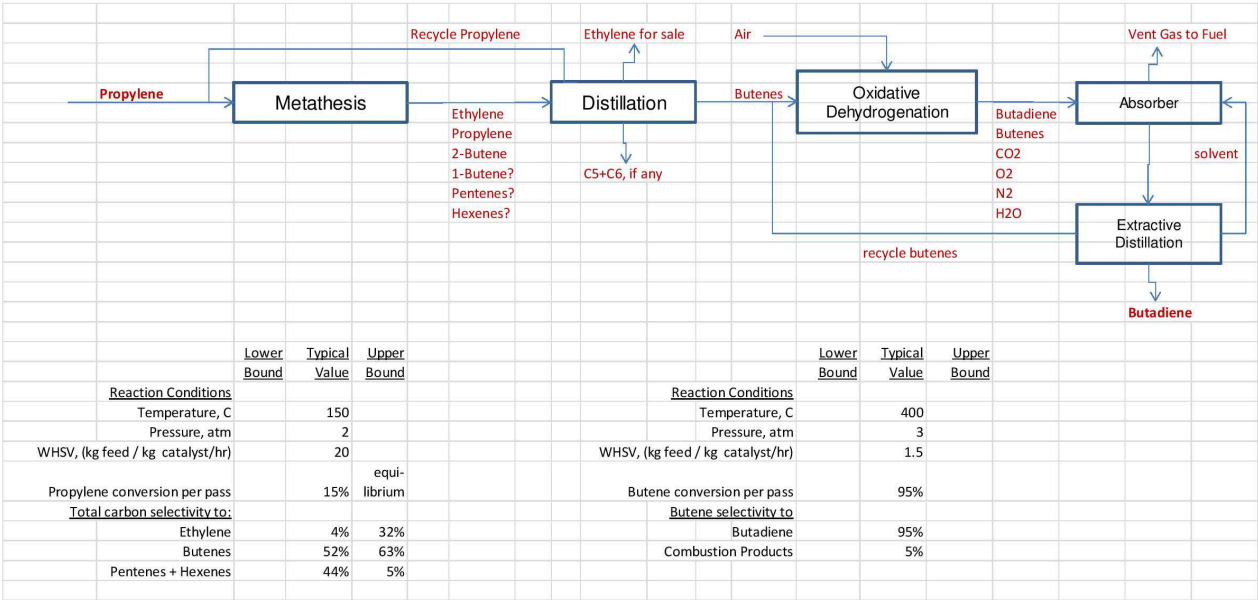 Recycle Propylene Ethylene for sale Air Vent Gas to Fuel
Propylene
Metathesis
Distillation
Butenes
Oxidative
Dehydrogenation
Absorber
Ethylene
Propylene
2-Butene
1-Butene?
Pentenes?
Hexenes?
C5+C6, if any
Butadiene
Butenes
CO2
O2
N2
H2O
solvent
Extractive
Distillation
recycle butenes
Butadiene
Lower Typical Upper
Bound Value Bound
Reaction Conditions
Temperature, C 150
Pressure, atm 2
WHSV, (kg feed / kg catalyst/hr) 20
equi-
Propylene conversion per pass 15% librium
Total carbon selectivity to:
Ethylene 4% 32%
Butenes 52% 63%
Pentenes + Hexenes 44% 5%
Lower Typical Upper
Bound Value Bound
Reaction Conditions
Temperature, C 400
Pressure, atm 3
WHSV, (kg feed / kg catalyst/hr) 1.5
Butene conversion per pass 95%
Butene selectivity to
Butadiene 95%
Combustion Products 5%